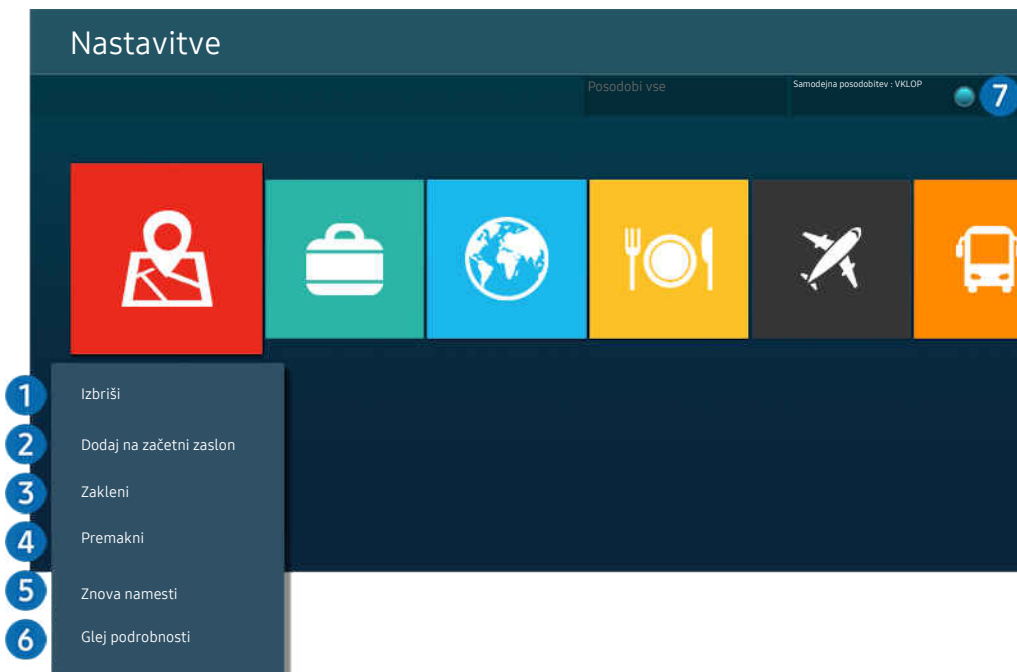 Nastavitve
Posodobi vse
Samodejna posodobitev : VKLOP
7
1
Izbriši
2
Dodaj na začetni zaslon
3
Zakleni
4
Premakni
5
Znova namesti
6
Glej podrobnosti